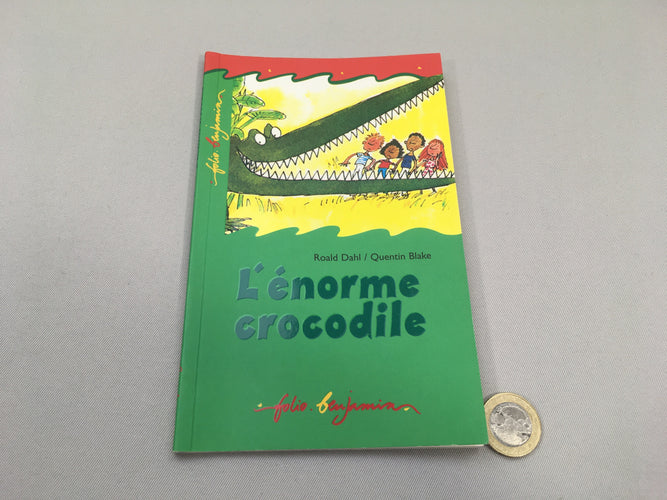 folio benjamin
Roald Dahl / Quentin Blake
L'énorme
crocodile
folio benjamin